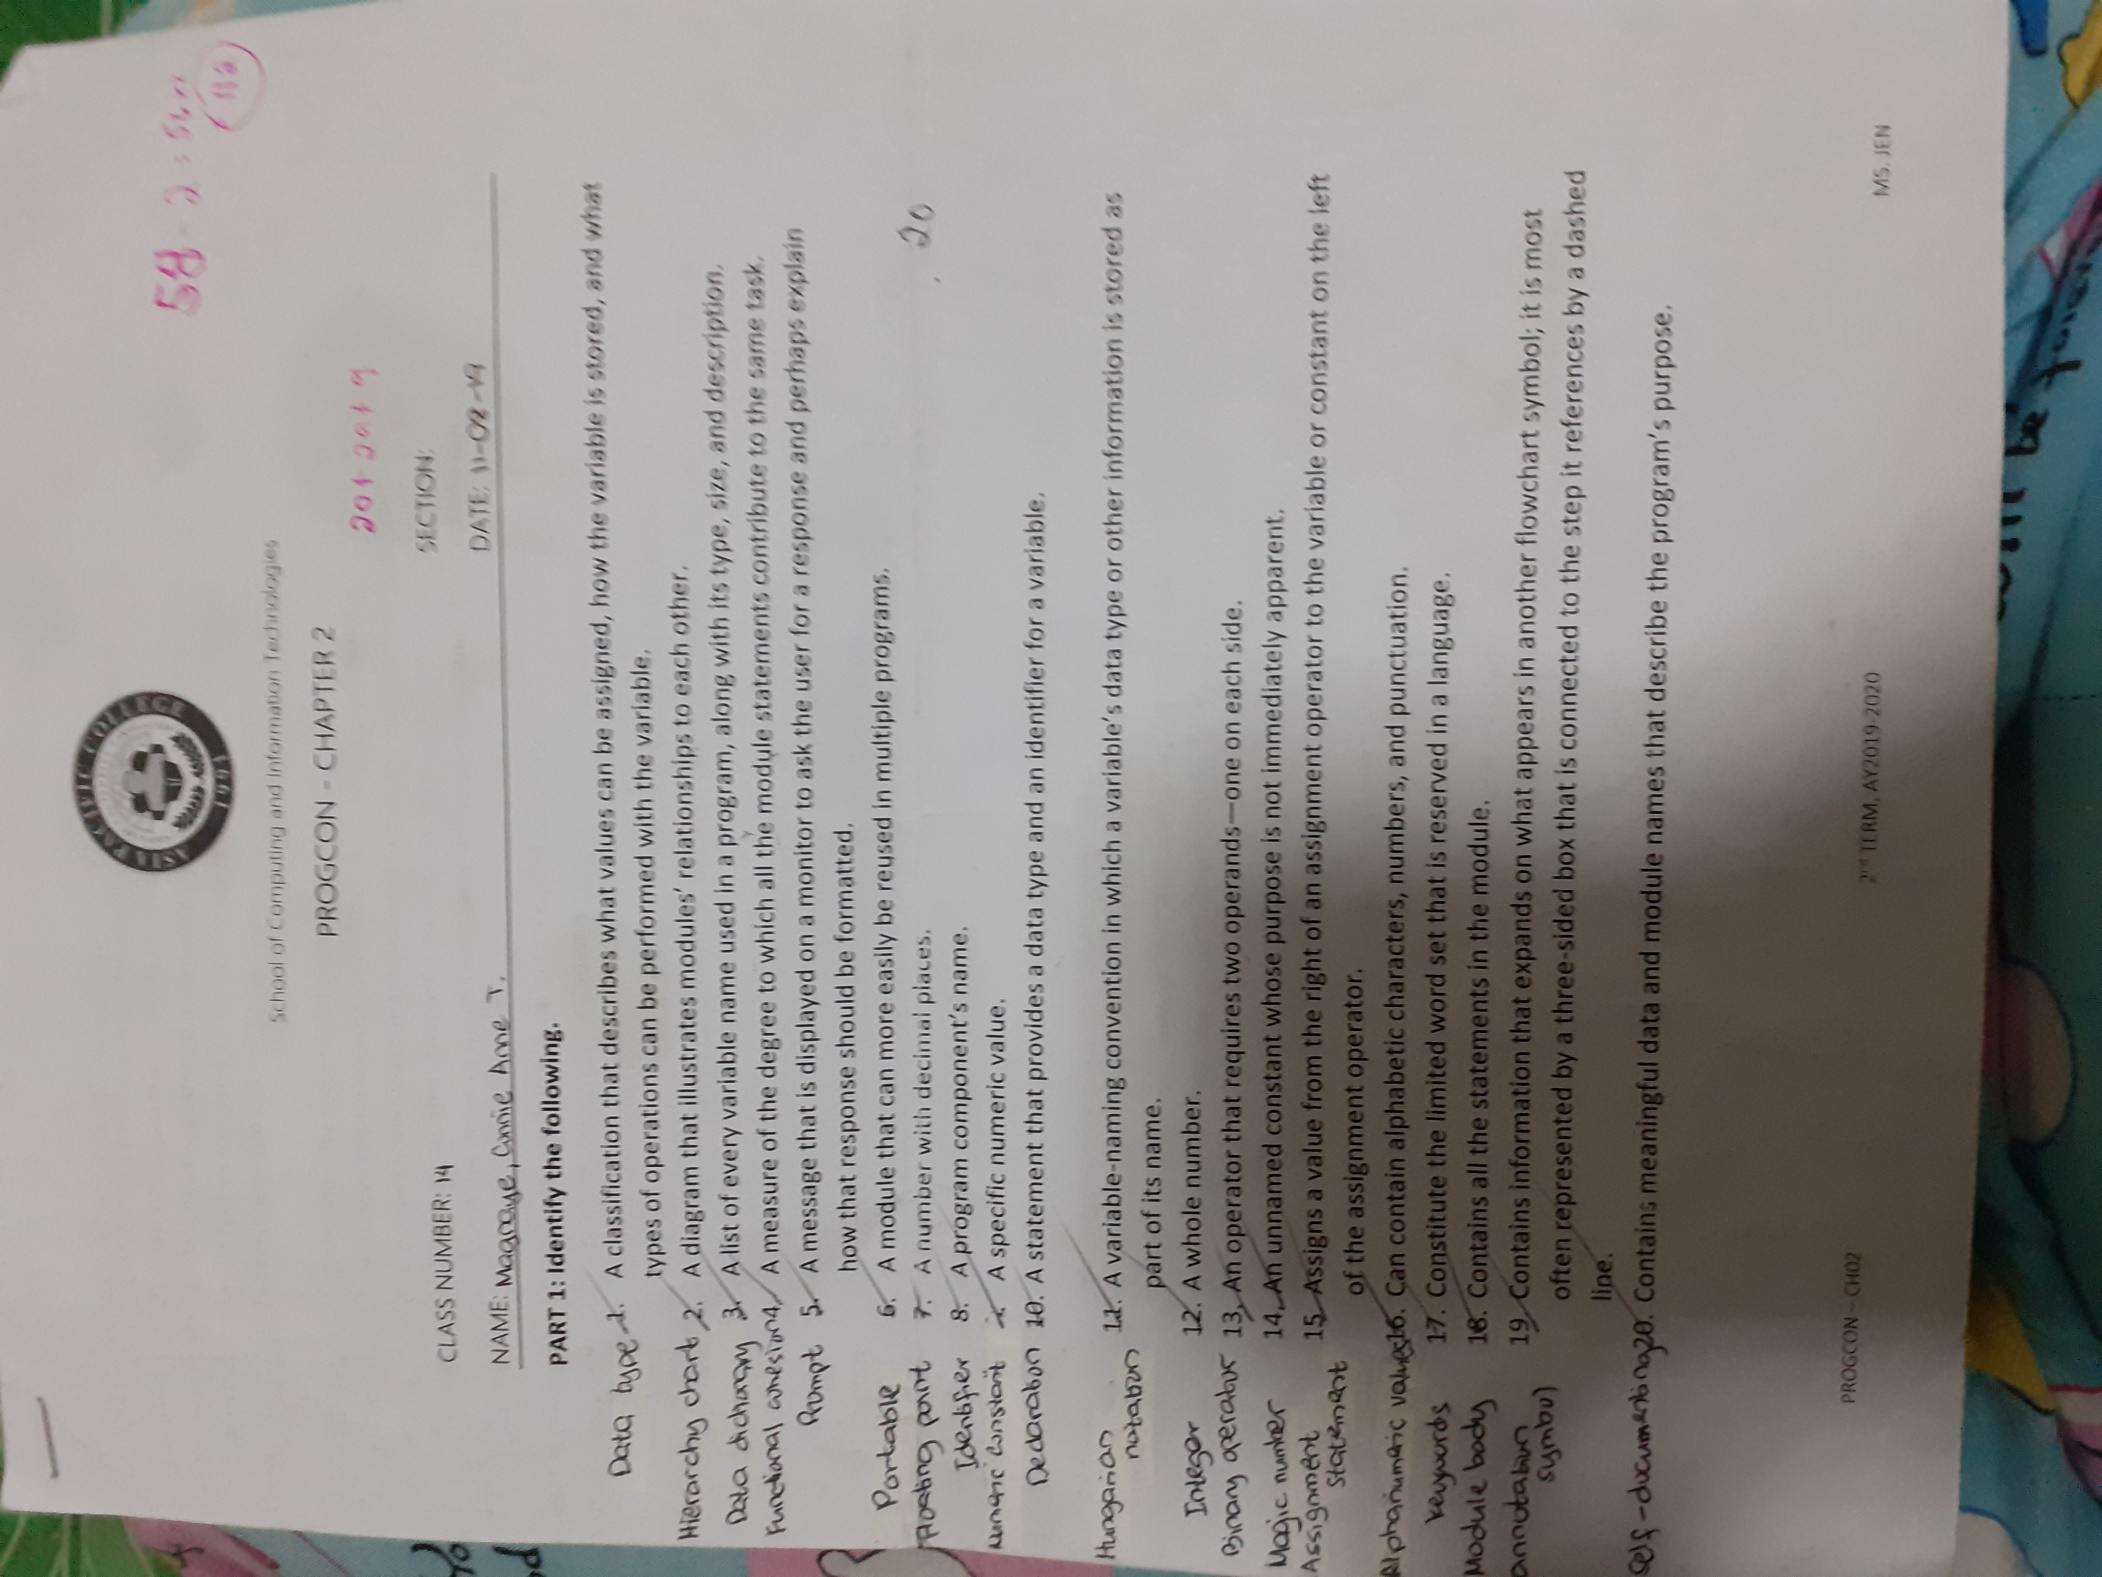 58 - 2 = 56
ASIA PACIFIC COLLEGE
1991
School of Computing and Information Technologies
PROGCON - CHAPTER 2
20+20+9
SECTION:
CLASS NUMBER: 14
DATE: 11-08-19
NAME: Magnaye, Connie Anne T.
PART 1: Identify the following.
Data type 1. A classification that describes what values can be assigned, how the variable is stored, and what
types of operations can be performed with the variable.
Hierarchy chart 2. A diagram that illustrates modules' relationships to each other.
Data dictionary 3. A list of every variable name used in a program, along with its type, size, and description.
Functional cohesion 4. A measure of the degree to which all the module statements contribute to the same task.
Prompt 5. A message that is displayed on a monitor to ask the user for a response and perhaps explain
how that response should be formatted.
Portable 6. A module that can more easily be reused in multiple programs.
20
Floating point 7. A number with decimal places.
Identifier 8. A program component's name.
Numeric constant 9. A specific numeric value.
Declaration 10. A statement that provides a data type and an identifier for a variable.
Hungarian 11. A variable-naming convention in which a variable's data type or other information is stored as
notation part of its name.
Integer 12. A whole number.
Binary operator 13. An operator that requires two operands—one on each side.
Magic number 14. An unnamed constant whose purpose is not immediately apparent.
Assignment 15. Assigns a value from the right of an assignment operator to the variable or constant on the left
Statement of the assignment operator.
Alphanumeric values 16. Can contain alphabetic characters, numbers, and punctuation.
Keywords 17. Constitute the limited word set that is reserved in a language.
Module body 18. Contains all the statements in the module.
annotation 19. Contains information that expands on what appears in another flowchart symbol; it is most
symbol often represented by a three-sided box that is connected to the step it references by a dashed
line.
Self-documenting 20. Contains meaningful data and module names that describe the program's purpose.
PROGCON – CH02
2nd TERM, AY2019-2020
MS. JEN